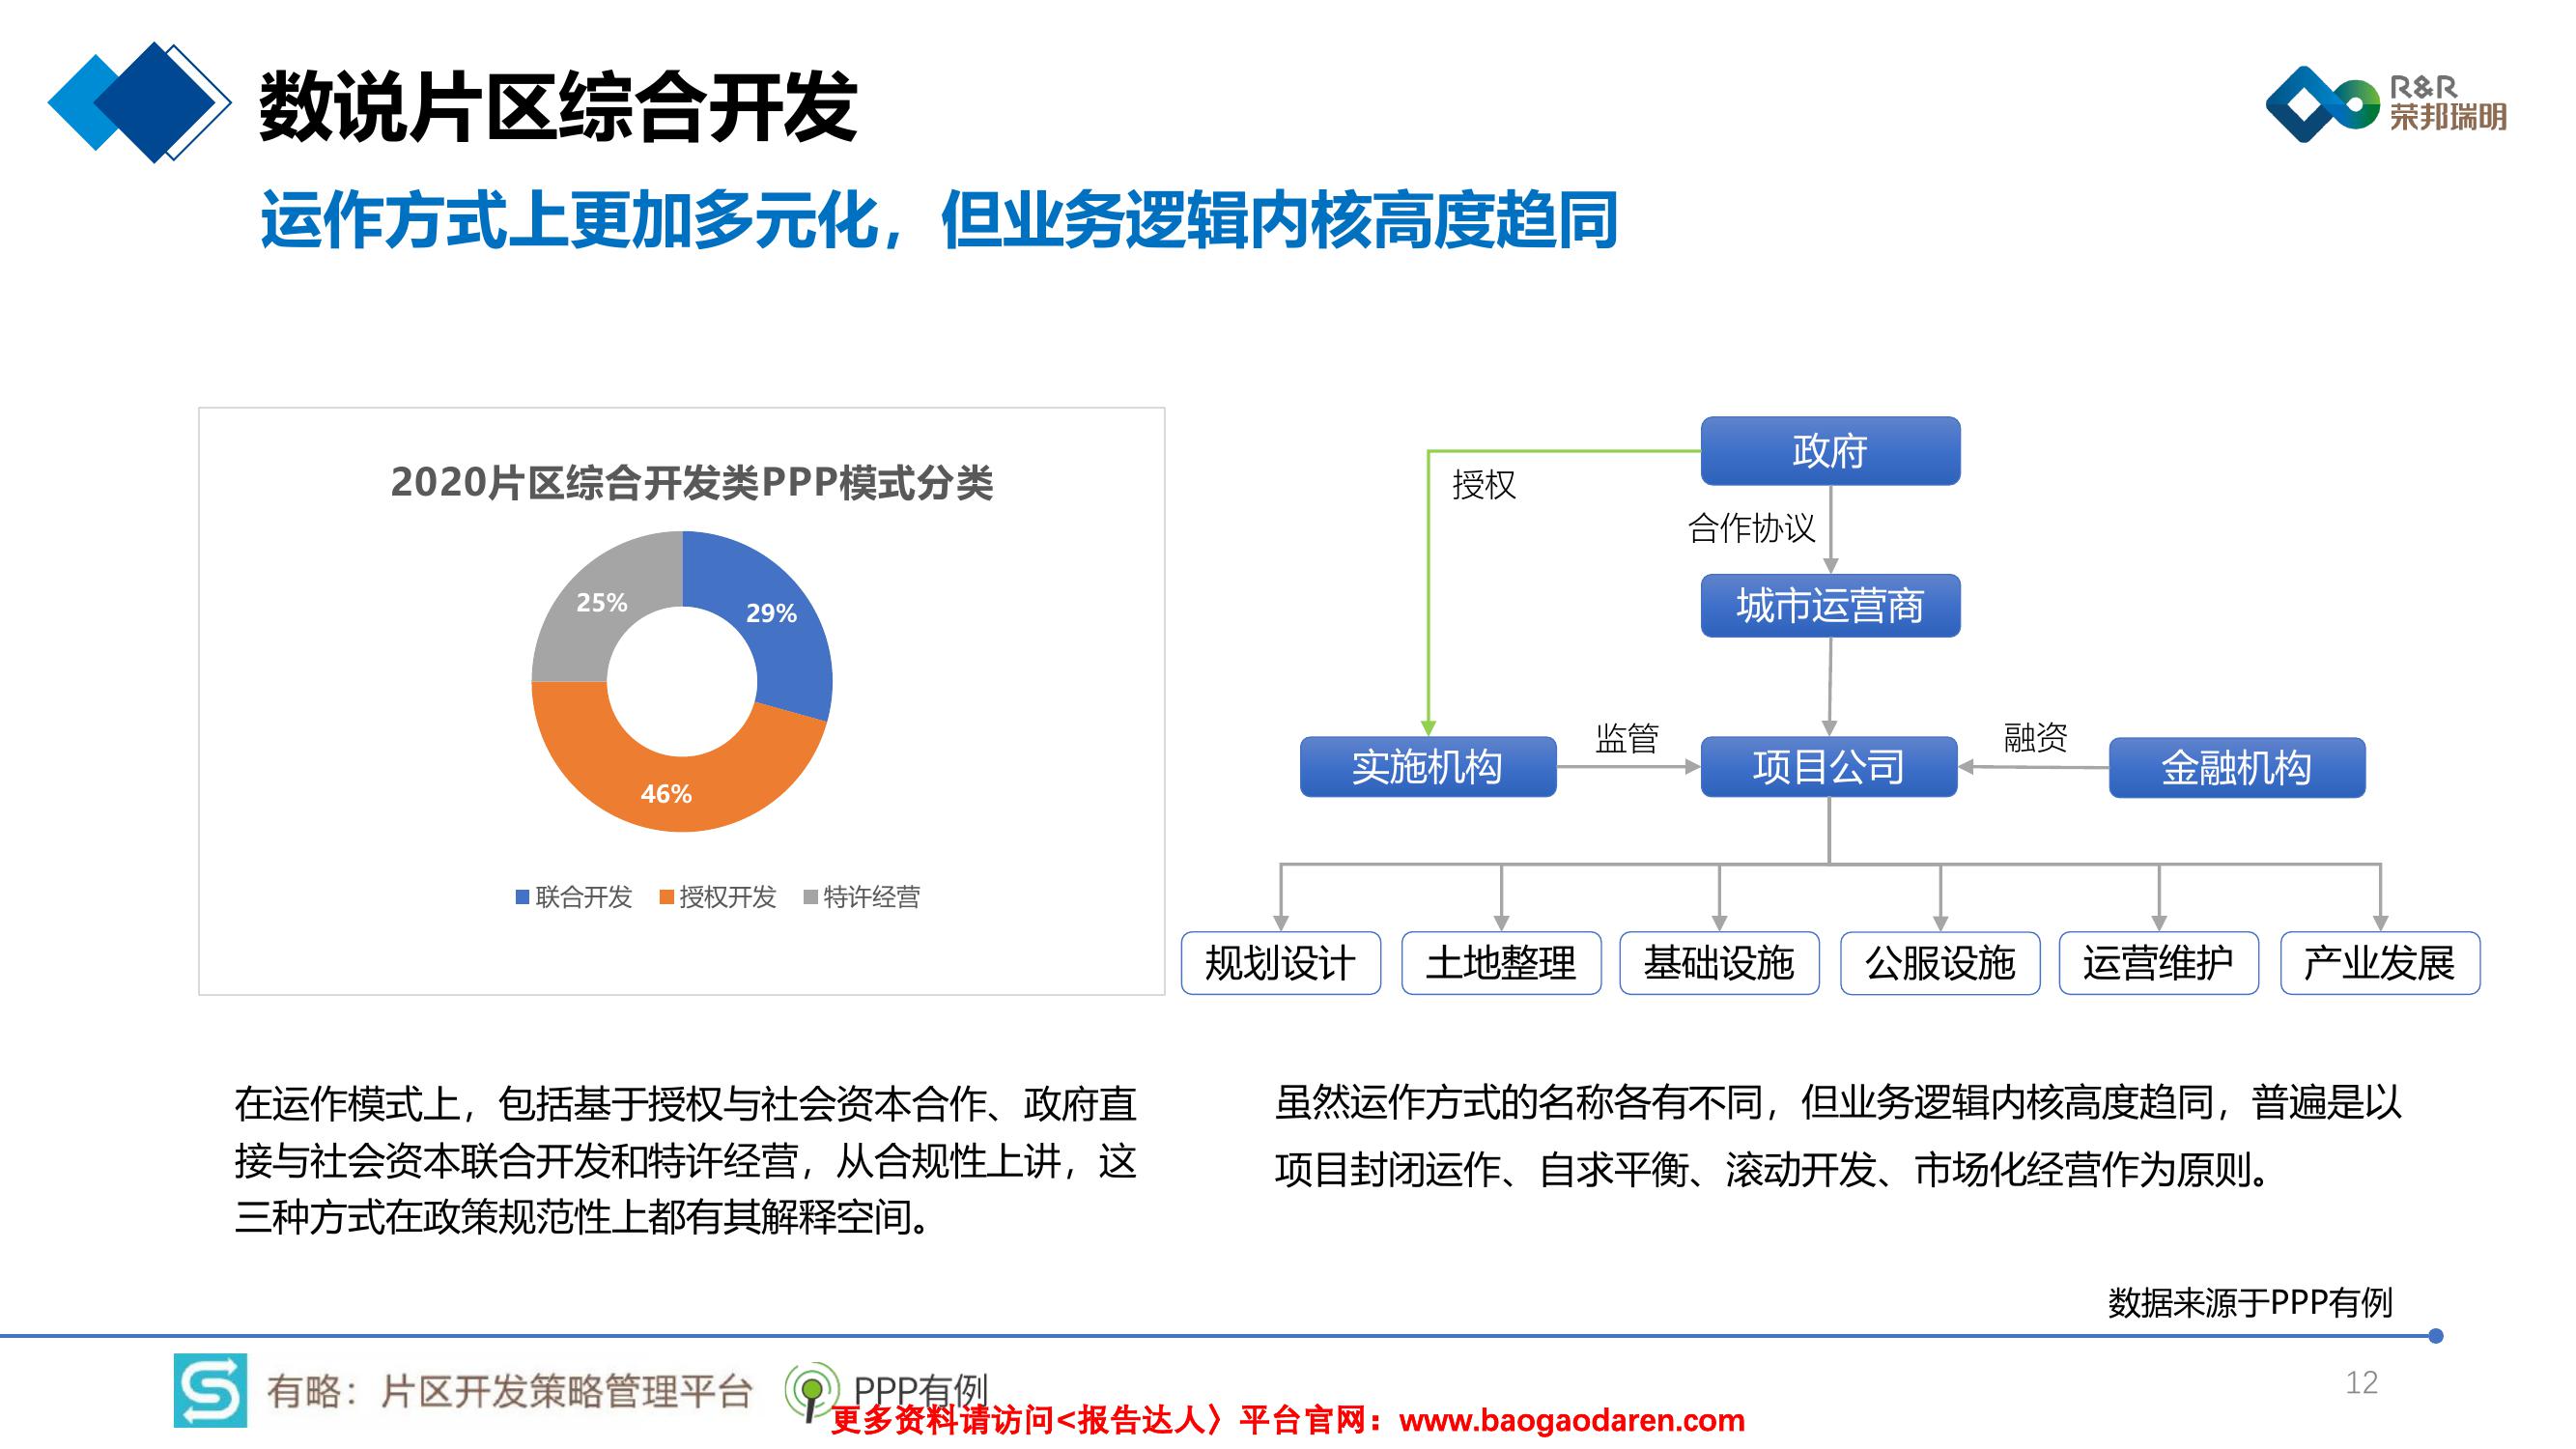 数说片区综合开发
R&R
荣邦瑞明
运作方式上更加多元化，但业务逻辑内核高度趋同
2020片区综合开发类PPP模式分类
25%
29%
46%
联合开发 授权开发 特许经营
政府
授权
合作协议
城市运营商
实施机构 监管 项目公司 融资 金融机构
规划设计 土地整理 基础设施 公服设施 运营维护 产业发展
在运作模式上，包括基于授权与社会资本合作、政府直
接与社会资本联合开发和特许经营，从合规性上讲，这
三种方式在政策规范性上都有其解释空间。
虽然运作方式的名称各有不同，但业务逻辑内核高度趋同，普遍是以
项目封闭运作、自求平衡、滚动开发、市场化经营作为原则。
数据来源于PPP有例
有略：片区开发策略管理平台 PPP有例
12
更多资料请访问<报告达人〉平台官网：www.baogaodaren.com